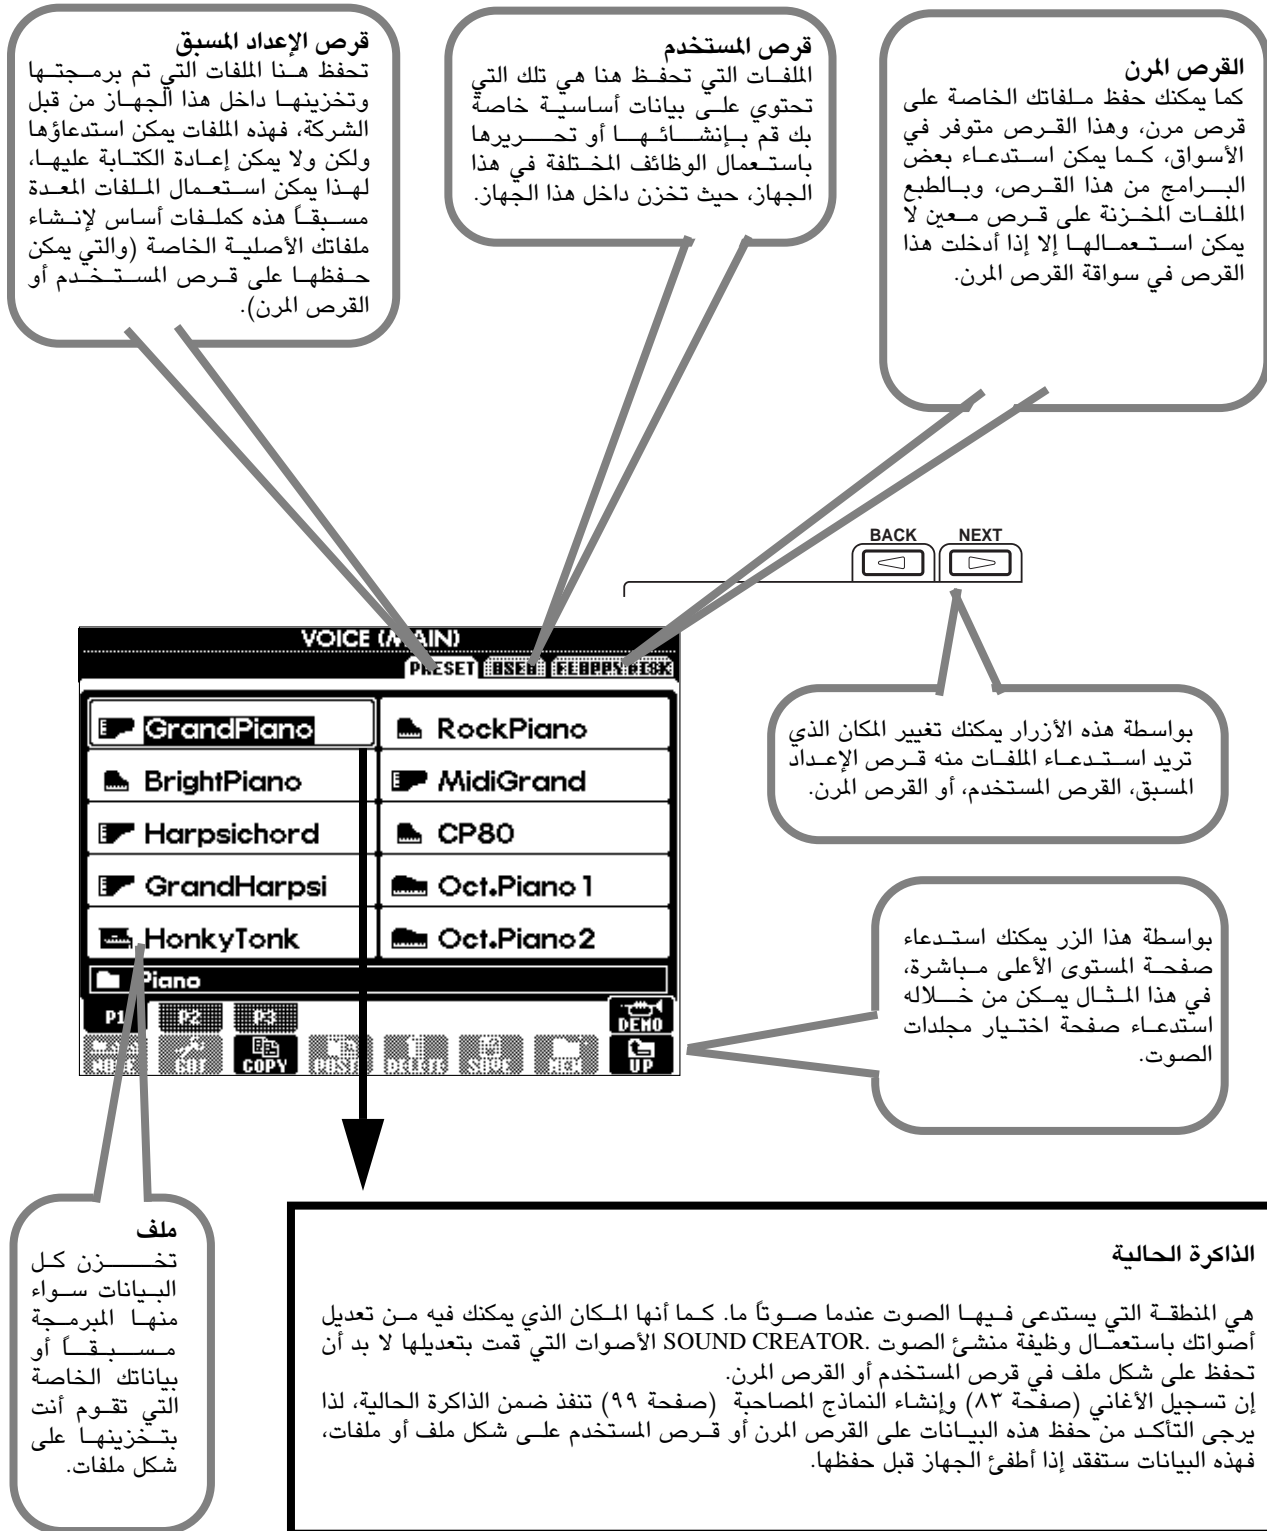 القرص المرن
كما يمكنك حفظ ملفاتك الخاصة على
قرص مرن، وهذا القرص متوفر في
الأسواق، كما يمكن استدعاء بعض
البرامج من هذا القرص، وبالطبع
الملفات المخزنة على قرص معين لا
يمكن استعمالها إلا إذا أدخلت هذا
القرص في سواقة القرص المرن.
قرص المستخدم
الملفات التي تحفظ هنا هي تلك التي
تحتوي على بيانات أساسية خاصة
بك قم بإنشائها أو تحريرها
باستعمال الوظائف المختلفة في هذا
الجهاز، حيث تخزن داخل هذا الجهاز.
قرص الإعداد المسبق
تحفظ هنا الملفات التي تم برمجتها
وتخزينها داخل هذا الجهاز من قبل
الشركة، فهذه الملفات يمكن استدعاؤها
ولكن ولا يمكن إعادة الكتابة عليها،
لهذا يمكن استعمال الملفات المعدة
مسبقاً هذه كملفات أساس لإنشاء
ملفاتك الأصلية الخاصة (والتي يمكن
حفظها على قرص المستخدم أو
القرص المرن).
BACK NEXT
VOICE (MAIN)
PRESET USER FLOPPY DISK
GrandPiano RockPiano
BrightPiano MidiGrand
Harpsichord CP80
GrandHarpsi Oct.Piano1
HonkyTonk Oct.Piano2
Piano
P1 P2 P3 DEMO
CUT COPY PASTE DELETE SAVE NEW UP
بواسطة هذه الأزرار يمكنك تغيير المكان الذي
تريد استدعاء الملفات منه قرص الإعداد
المسبق، القرص المستخدم، أو القرص المرن.
بواسطة هذا الزر يمكنك استدعاء
صفحة المستوى الأعلى مباشرة،
في هذا المثال يمكن من خلاله
استدعاء صفحة اختيار مجلدات
الصوت.
ملف
تخزن كل
البيانات سواء
منها المبرمجة
مسبقاً أو
بياناتك الخاصة
التي تقوم أنت
بتخزينها على
شكل ملفات.
الذاكرة الحالية
هي المنطقة التي يستدعى فيها الصوت عندما صوتاً ما. كما أنها المكان الذي يمكنك فيه من تعديل
أصواتك باستعمال وظيفة منشئ الصوت SOUND CREATOR. الأصوات التي قمت بتعديلها لا بد أن
تحفظ على شكل ملف في قرص المستخدم أو القرص المرن.
إن تسجيل الأغاني (صفحة ٨٣) وإنشاء النماذج المصاحبة (صفحة ٩٩) تنفذ ضمن الذاكرة الحالية، لذا
يرجى التأكد من حفظ هذه البيانات على القرص المرن أو قرص المستخدم على شكل ملف أو ملفات،
فهذه البيانات ستفقد إذا أطفئ الجهاز قبل حفظها.